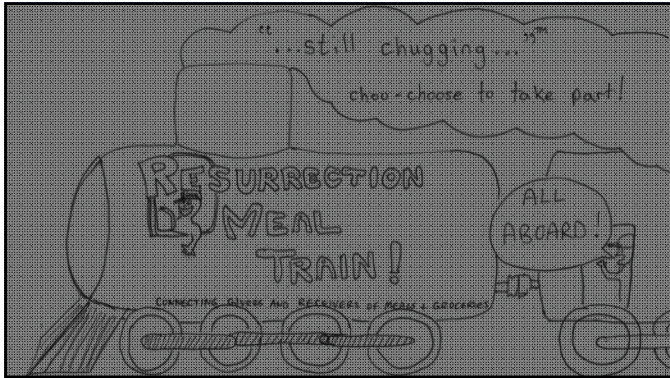 "...still chugging..."™
choo-choose to take part!
RESURRECTION
MEAL
TRAIN!
CONNECTING GIVERS AND RECEIVERS OF MEALS & GROCERIES
ALL
ABOARD!